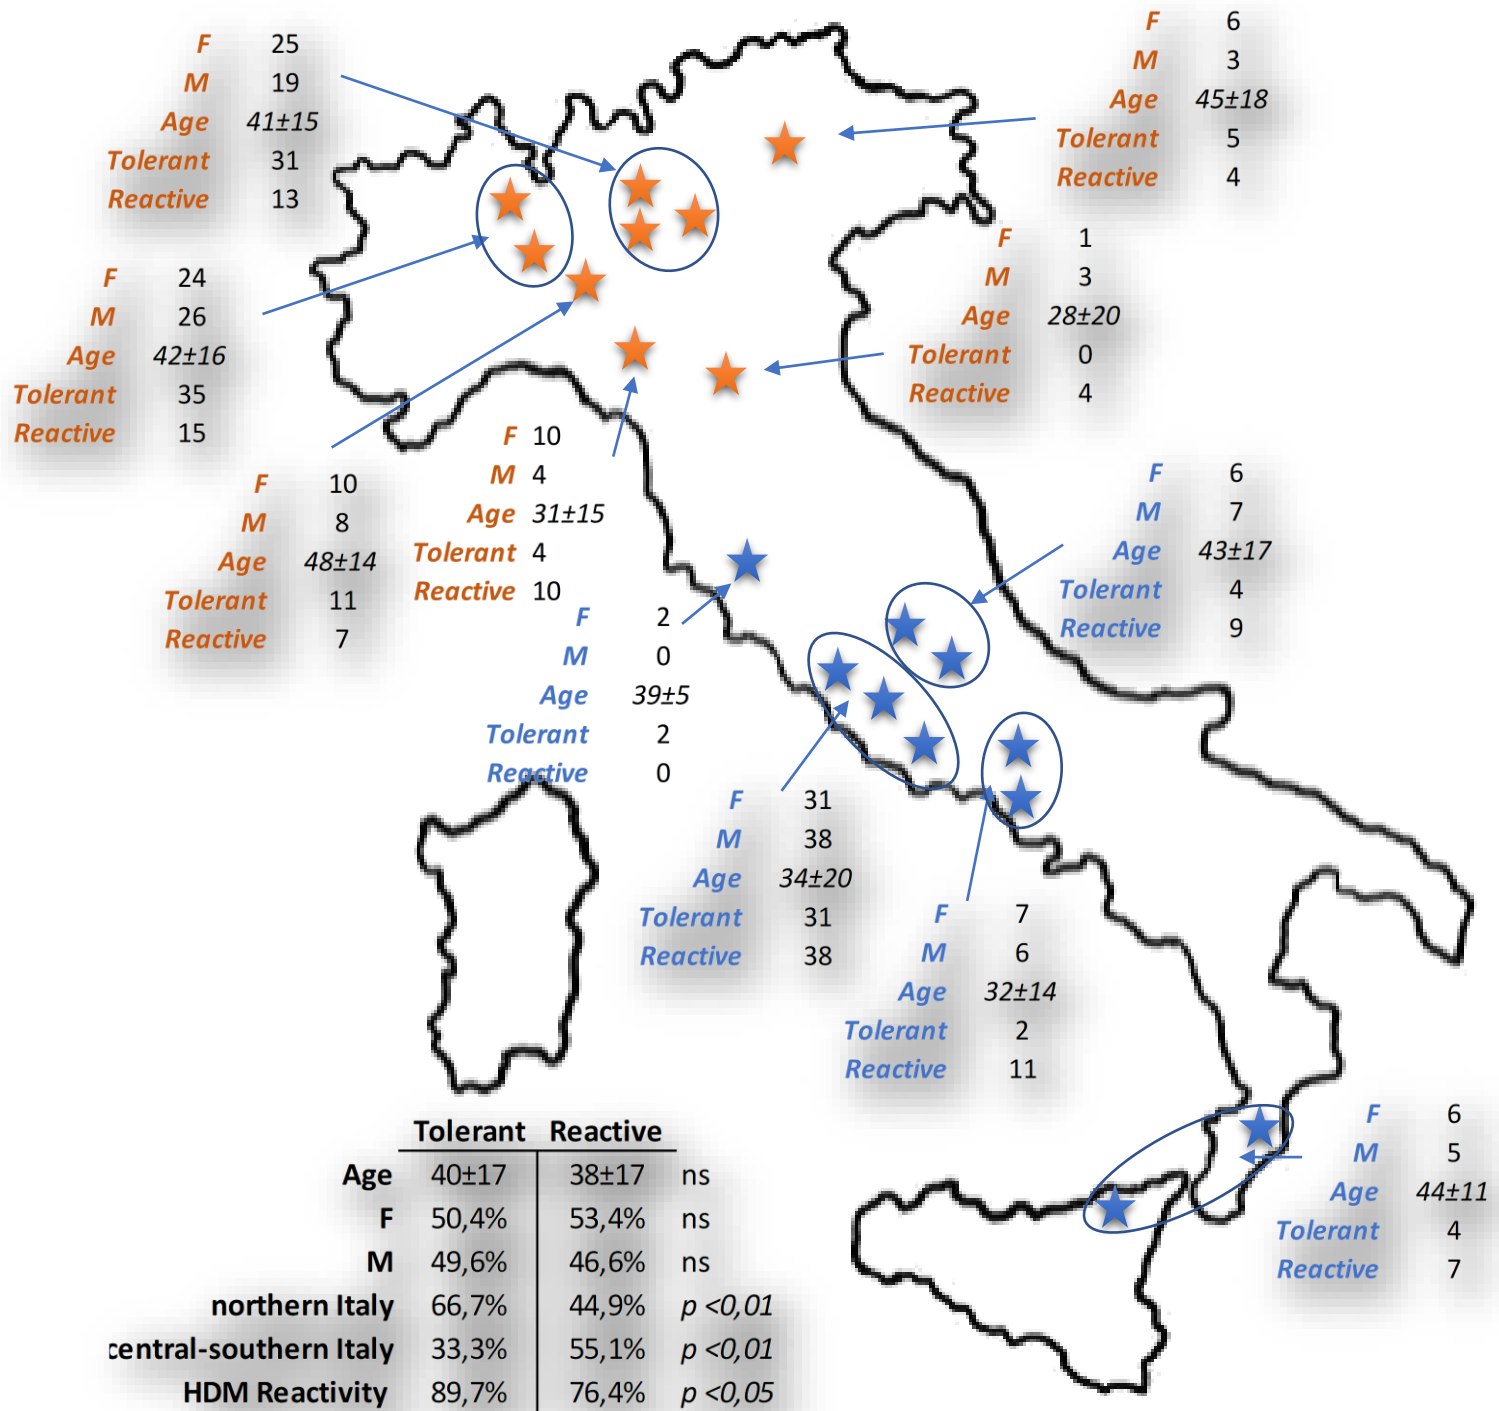 F 25
M 19
Age 41±15
Tolerant 31
Reactive 13
F 6
M 3
Age 45±18
Tolerant 5
Reactive 4
F 24
M 26
Age 42±16
Tolerant 35
Reactive 15
F 1
M 3
Age 28±20
Tolerant 0
Reactive 4
F 10
M 8
Age 48±14
Tolerant 11
Reactive 7
F 10
M 4
Age 31±15
Tolerant 4
Reactive 10
F 6
M 7
Age 43±17
Tolerant 4
Reactive 9
F 2
M 0
Age 39±5
Tolerant 2
Reactive 0
F 31
M 38
Age 34±20
Tolerant 31
Reactive 38
F 7
M 6
Age 32±14
Tolerant 2
Reactive 11
F 6
M 5
Age 44±11
Tolerant 4
Reactive 7
Tolerant Reactive
Age 40±17 38±17 ns
F 50,4% 53,4% ns
M 49,6% 46,6% ns
northern Italy 66,7% 44,9% p <0,01
central-southern Italy 33,3% 55,1% p <0,01
HDM Reactivity 89,7% 76,4% p <0,05